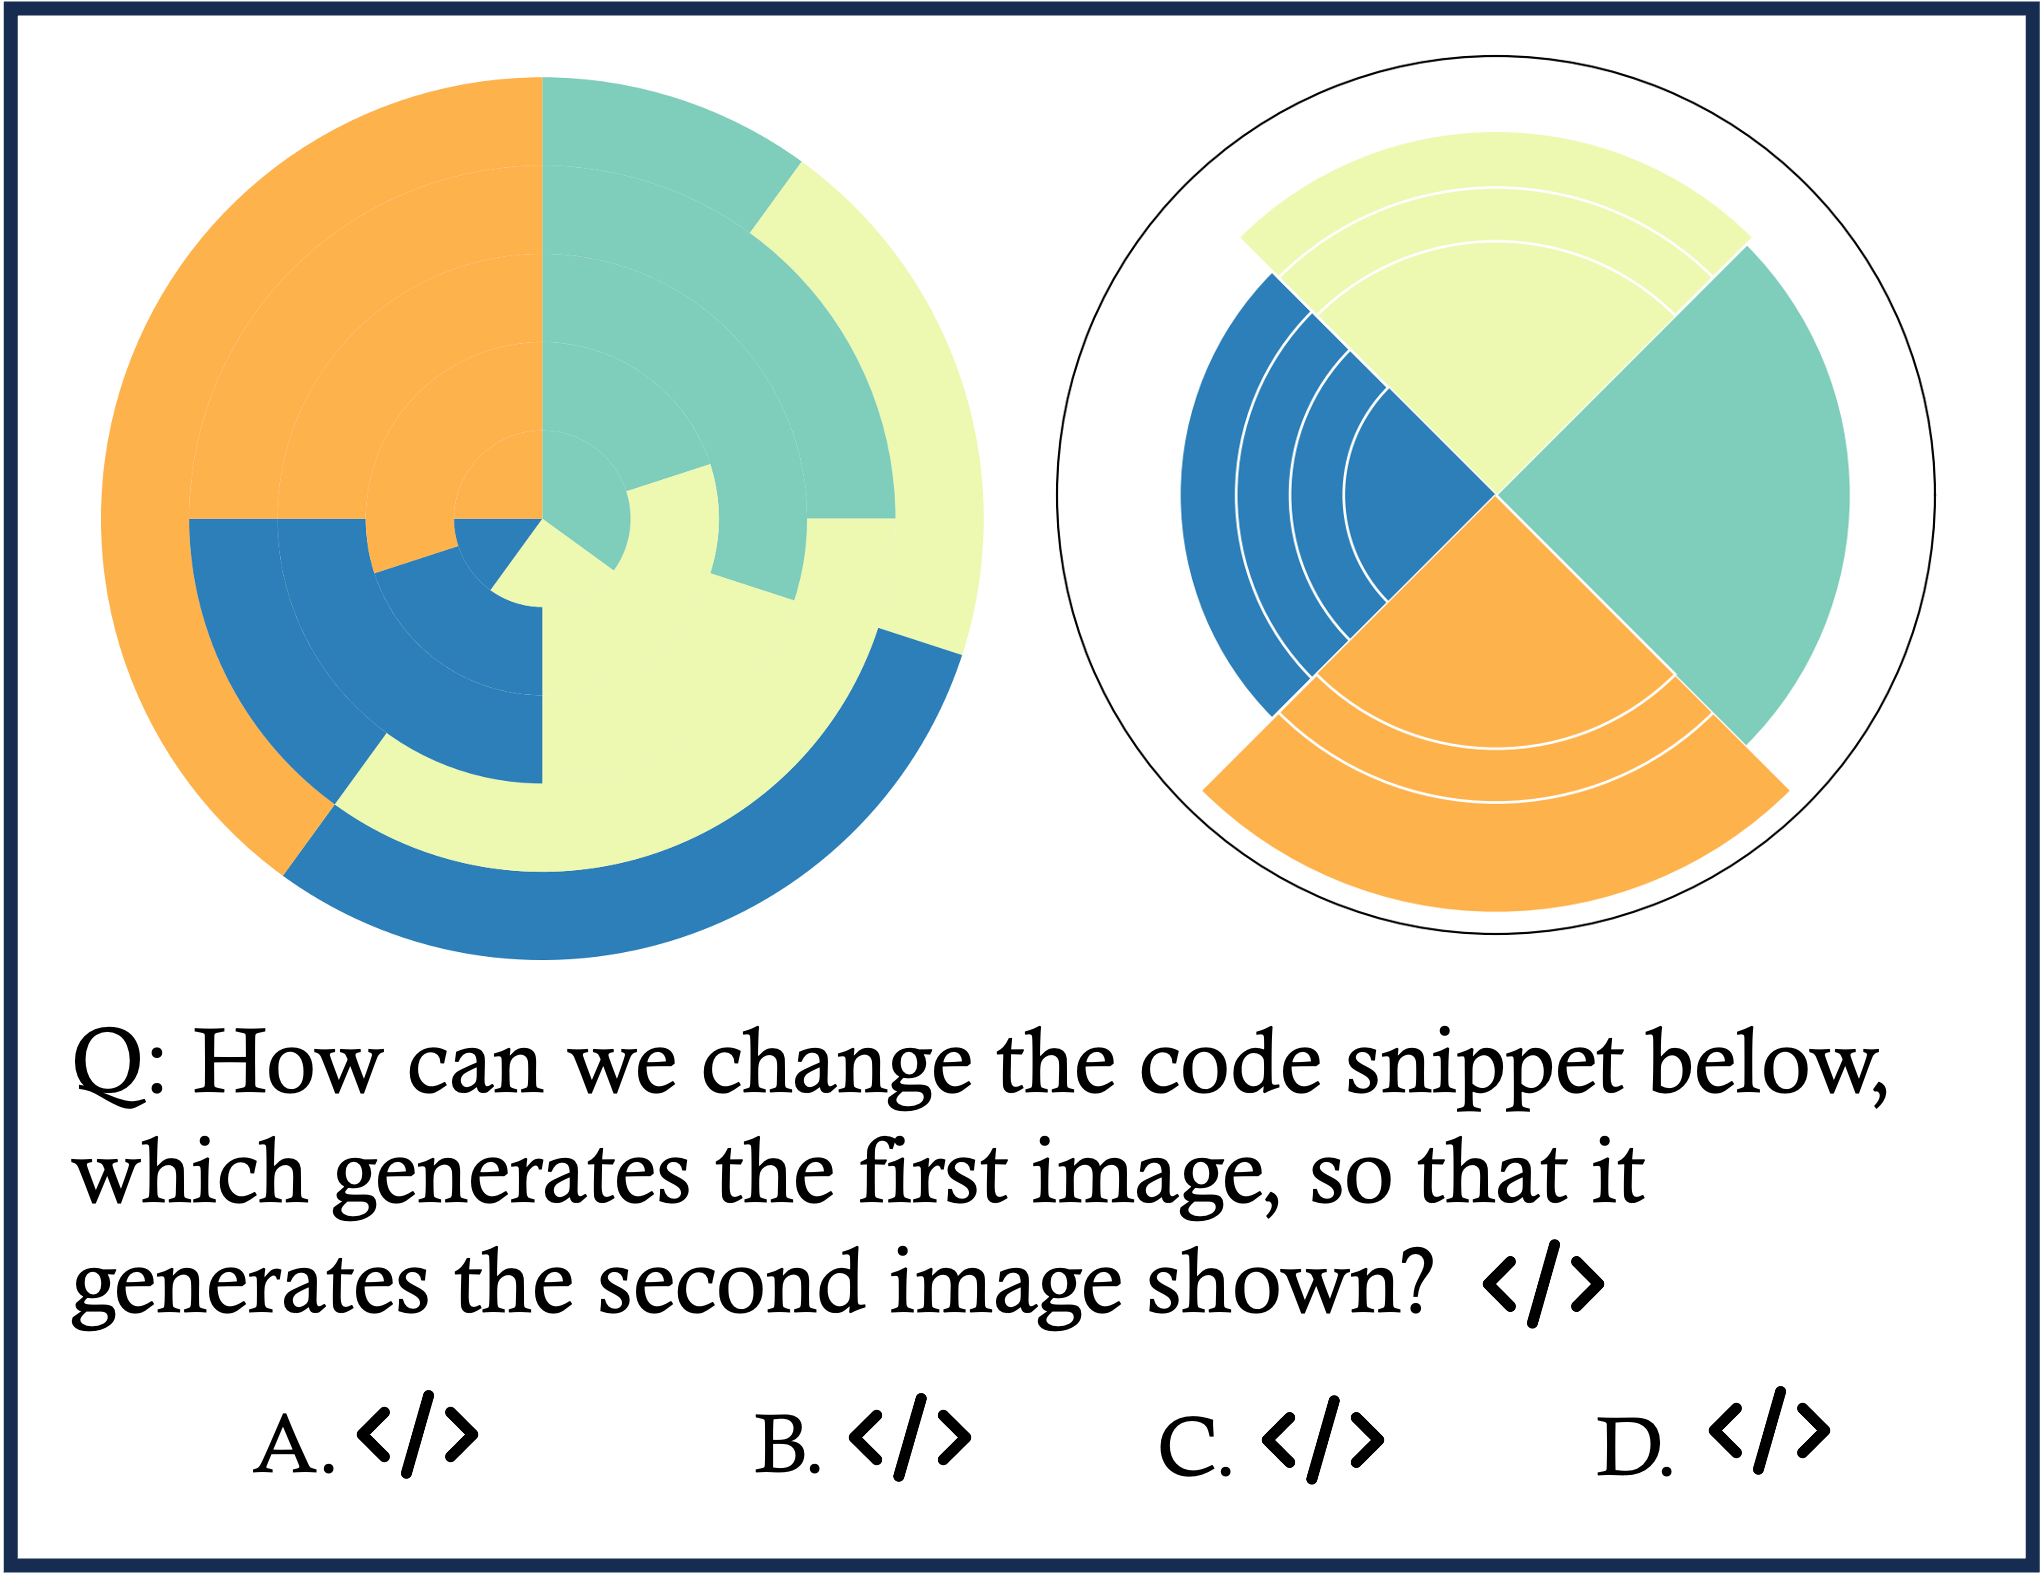 Q: How can we change the code snippet below,
which generates the first image, so that it
generates the second image shown? </>
A. </> B. </> C. </> D. </>